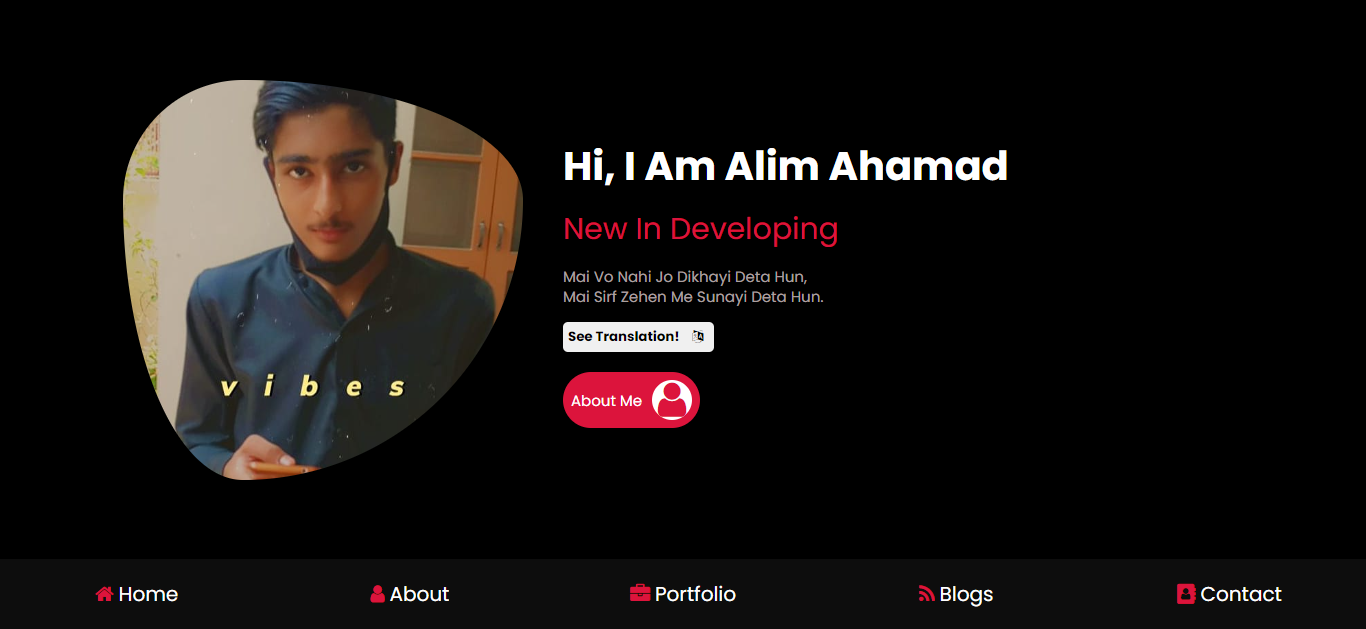 Hi, I Am Alim Ahamad
New In Developing
Mai Vo Nahi Jo Dikhayi Deta Hun,
Mai Sirf Zehen Me Sunayi Deta Hun.
See Translation!
About Me
vibes
Home
About
Portfolio
Blogs
Contact